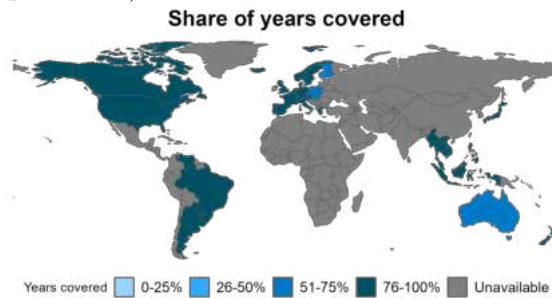 Share of years covered
Years covered 0-25% 26-50% 51-75% 76-100% Unavailable